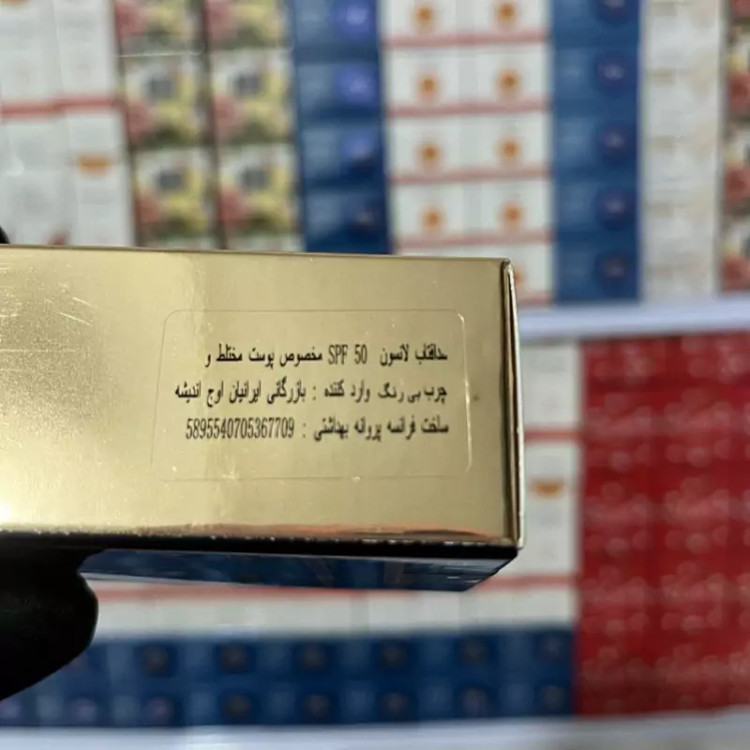 ضدآفتاب لانسون SPF 50 مخصوص پوست مختلط و
چرب بی رنگ وارد کننده : بازرگانی ایرانیان اوج اندیشه
ساخت فرانسه پروانه بهداشتی : 5895540705367709